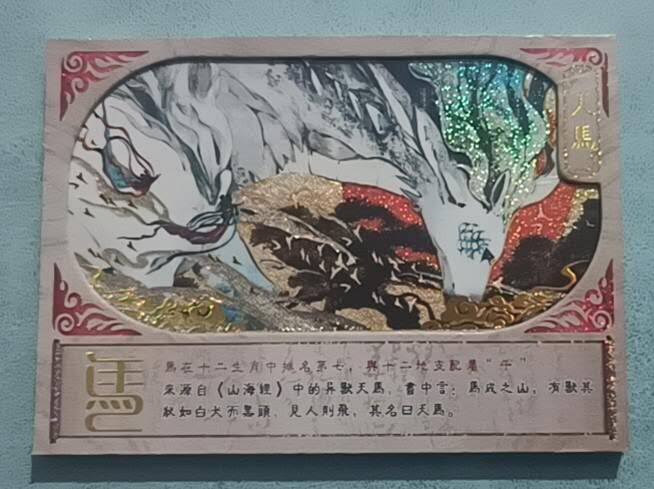 天馬
馬
馬在十二生肖中排名第七，與十二地支配屬“午”
來源自《山海經》中的异獸天馬，書中言：馬成之山，有獸其
狀如白犬而黑頭，見人則飛，其名曰天馬。